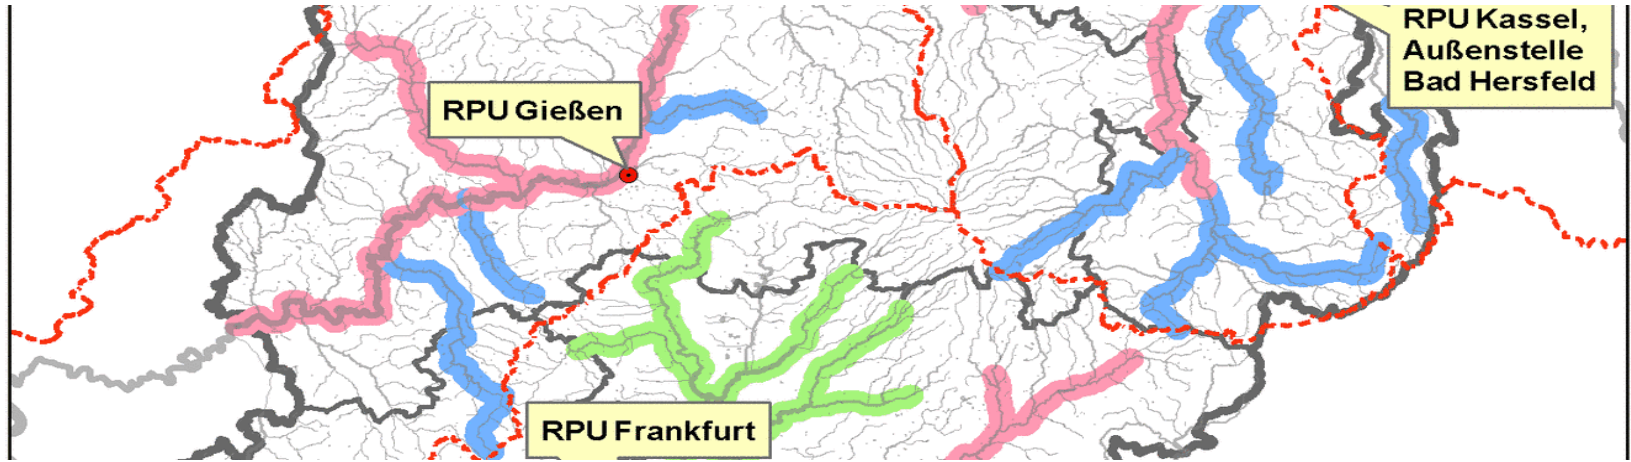 RPU Kassel,
Außenstelle
Bad Hersfeld
RPU Gießen
RPU Frankfurt